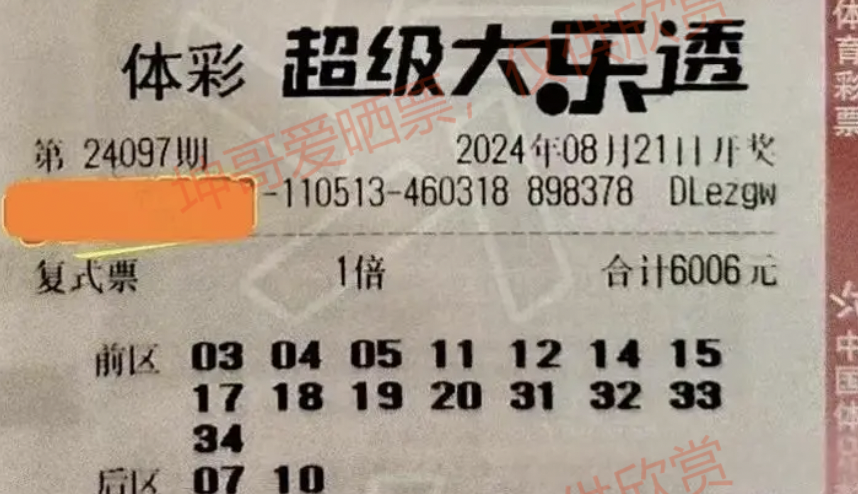 体彩 超级大乐透
第 24097期 2024年08月21日开奖
-110513-460318 898378 DLezgw
复式票 1倍 合计6006元
前区 03 04 05 11 12 14 15
17 18 19 20 31 32 33
34
后区 07 10
坤哥爱晒票，仅供欣赏
供欣赏
体育彩票
中国体